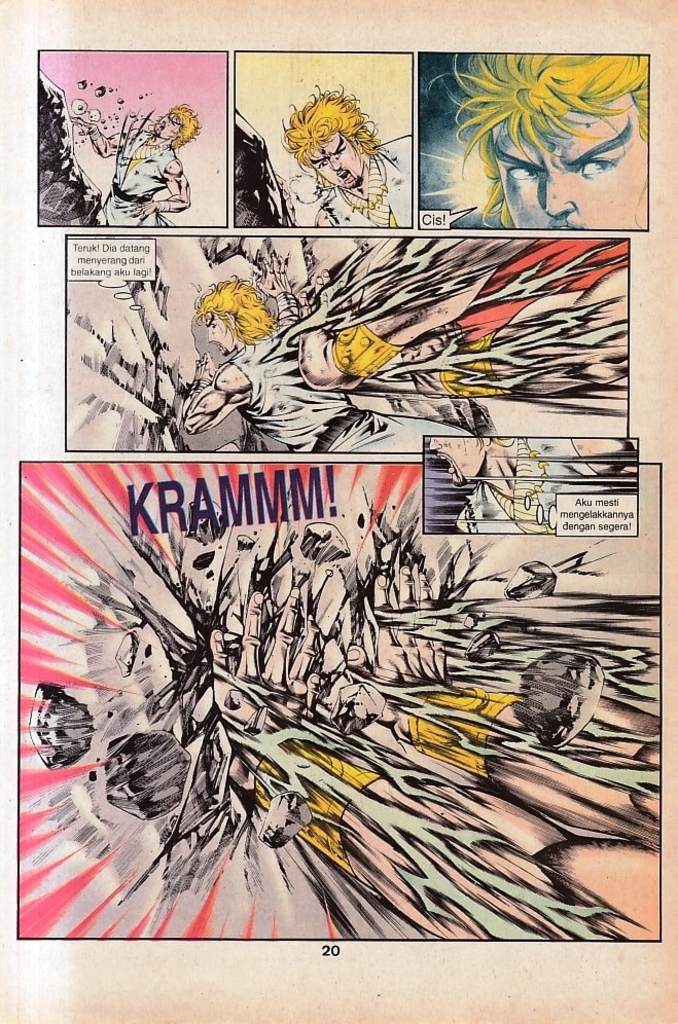 Cis!
Teruk! Dia datang
menyerang dari
belakang aku lagi!
Aku mesti
mengelakkannya
dengan segera!
KRAMMM!
20